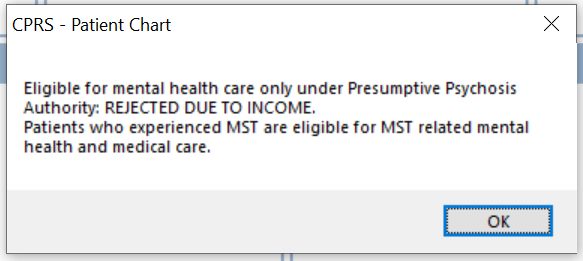 CPRS - Patient Chart
Eligible for mental health care only under Presumptive Psychosis
Authority: REJECTED DUE TO INCOME.
Patients who experienced MST are eligible for MST related mental
health and medical care.
OK